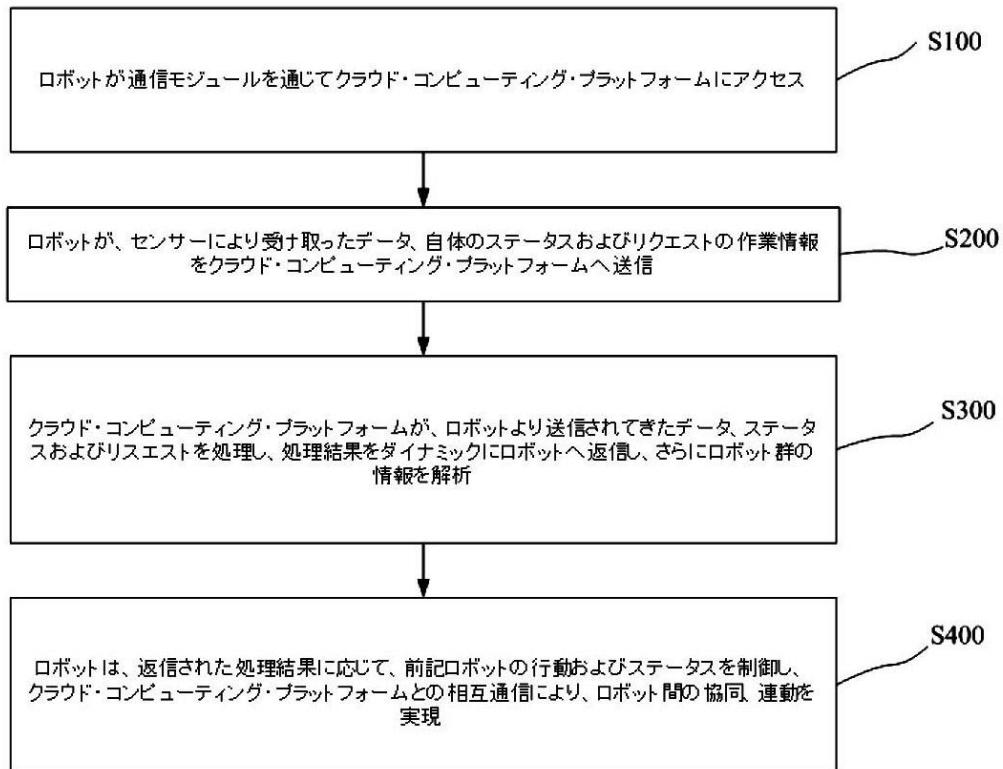 S100
ロボットが通信モジュールを通じてクラウド・コンピューティング・プラットフォームにアクセス
S200
ロボットが、センサーにより受け取ったデータ、自体のステータスおよびリクエストの作業情報
をクラウド・コンピューティング・プラットフォームへ送信
S300
クラウド・コンピューティング・プラットフォームが、ロボットより送信されてきたデータ、ステータ
スおよびリスエストを処理し、処理結果をダイナミックにロボットへ返信し、さらにロボット群の
情報を解析
S400
ロボットは、返信された処理結果に応じて、前記ロボットの行動およびステータスを制御し、
クラウド・コンピューティング・プラットフォームとの相互通信により、ロボット間の協同、連動を
実現